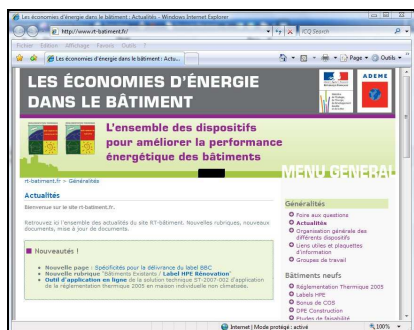 Les économies d'énergie dans le bâtiment : Actualités - Windows Internet Explorer
http://www.rt-batiment.fr/
ICQ Search
Fichier Edition Affichage Favoris Outils ?
Les économies d'énergie dans le bâtiment : Actu...
Page
Outils
LES ÉCONOMIES D'ÉNERGIE
DANS LE BÂTIMENT
ADEME
L'ensemble des dispositifs
pour améliorer la performance
énergétique des bâtiments
MENU GENERAL
rt-batiment.fr > Généralités
Actualités
Bienvenue sur le site rt-batiment.fr.
Retrouvez ici l'ensemble des actualités du site RT-bâtiment. Nouvelles rubriques, nouveaux
documents, mise à jour de documents.
Nouveautés !
Nouvelle page : Spécificités pour la délivrance du label BBC
Nouvelle rubrique "Bâtiments Existants / Label HPE Rénovation"
Outil d'application en ligne de la solution technique ST-2007-002 d'application
de la réglementation thermique 2005 en maison individuelle non climatisée.
Généralités
Foire aux questions
Actualités
Organisation générale des
différents dispositifs
Liens utiles et plaquettes
d'information
Groupes de travail
Bâtiments neufs
Réglementation Thermique 2005
Labels HPE
Bonus de COS
DPE Construction
Etudes de faisabilité
Internet | Mode protégé : activé
100%